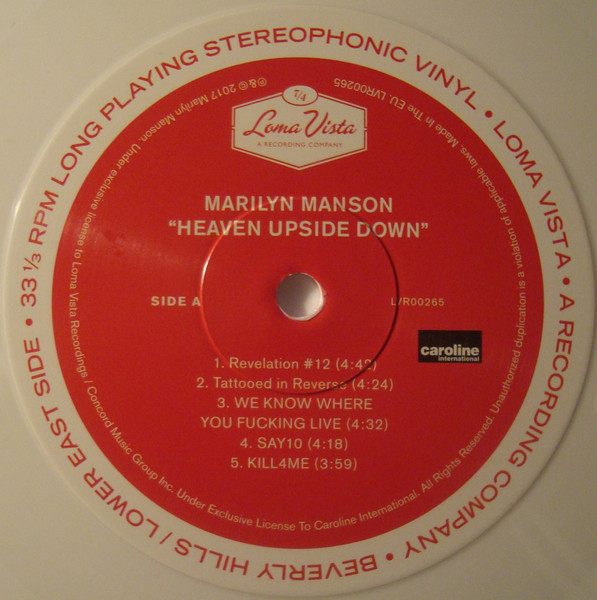 33 1/3 RPM LONG PLAYING STEREOPHONIC VINYL • LOMA VISTA • A RECORDING COMPANY • BEVERLY HILLS / LOWER EAST SIDE •
℗&© 2017 Marilyn Manson. Under exclusive license to Loma Vista Recordings / Concord Music Group Inc. Under Exclusive License To Caroline International. All Rights Reserved. Unauthorized duplication is a violation of applicable laws. Made In The EU. LVR00265
Loma Vista
A RECORDING COMPANY
MARILYN MANSON
“HEAVEN UPSIDE DOWN”
SIDE A
LVR00265
caroline
international
1. Revelation #12 (4:42)
2. Tattooed in Reverse (4:24)
3. WE KNOW WHERE
YOU FUCKING LIVE (4:32)
4. SAY10 (4:18)
5. KILL4ME (3:59)